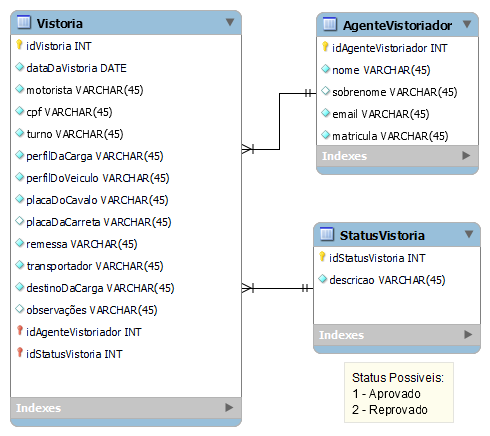 Vistoria
idVistoria INT
dataDaVistoria DATE
motorista VARCHAR(45)
cpf VARCHAR(45)
turno VARCHAR(45)
perfilDaCarga VARCHAR(45)
perfilDoVeiculo VARCHAR(45)
placaDoCavalo VARCHAR(45)
placaDaCarreta VARCHAR(45)
remessa VARCHAR(45)
transportador VARCHAR(45)
destinoDaCarga VARCHAR(45)
observações VARCHAR(45)
idAgenteVistoriador INT
idStatusVistoria INT
Indexes
AgenteVistoriador
idAgenteVistoriador INT
nome VARCHAR(45)
sobrenome VARCHAR(45)
email VARCHAR(45)
matricula VARCHAR(45)
Indexes
StatusVistoria
idStatusVistoria INT
descricao VARCHAR(45)
Indexes
Status Possíveis:
1 - Aprovado
2 - Reprovado